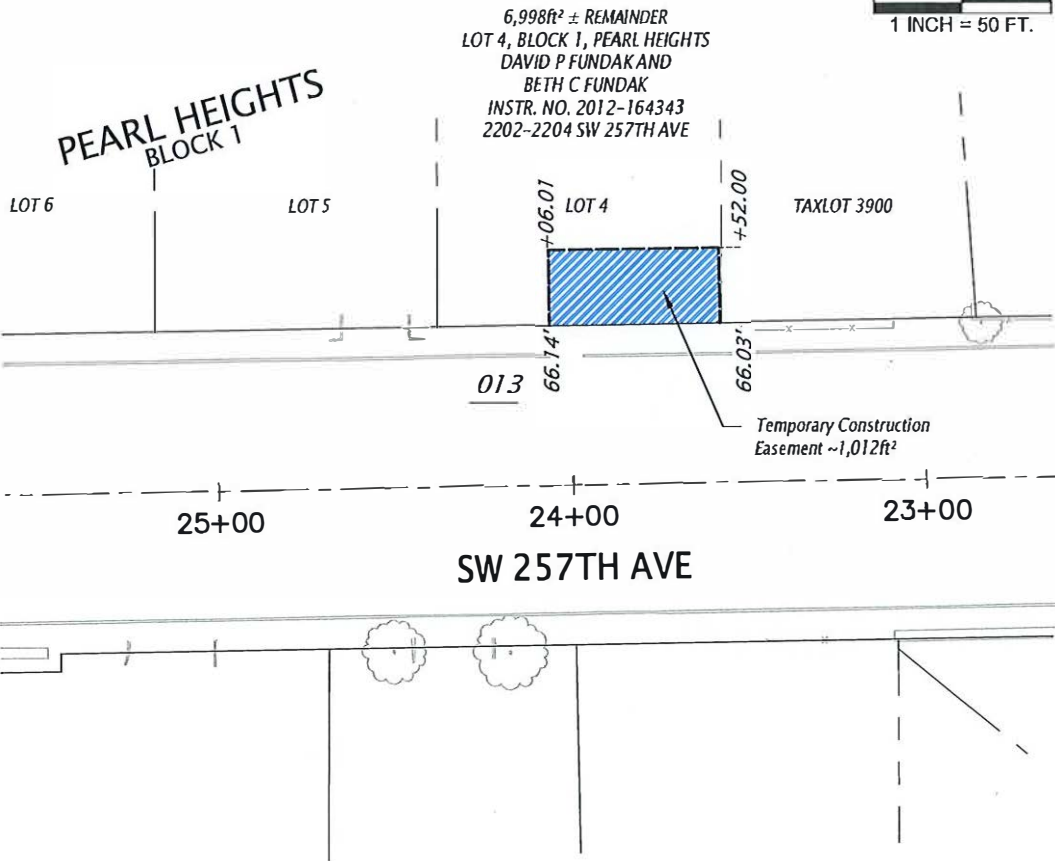 1 INCH = 50 FT.
6,998ft² ± REMAINDER
LOT 4, BLOCK 1, PEARL HEIGHTS
DAVID P FUNDAK AND
BETH C FUNDAK
INSTR. NO. 2012-164343
2202-2204 SW 257TH AVE
PEARL HEIGHTS
BLOCK 1
LOT 6
LOT 5
+06.01
LOT 4
+52.00
TAXLOT 3900
013
66.14'
66.03'
Temporary Construction
Easement ~1,012ft²
25+00
24+00
23+00
SW 257TH AVE